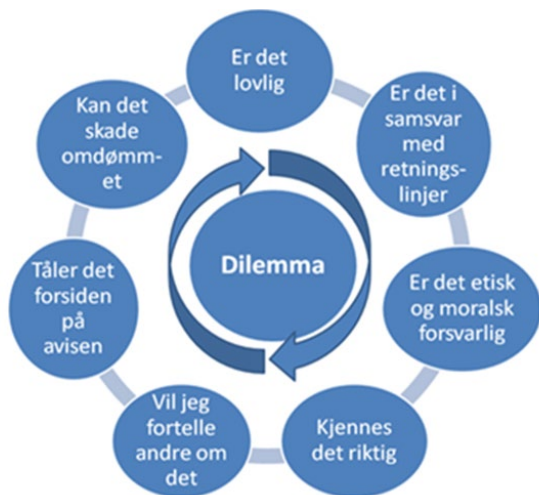 Er det
lovlig
Er det i
samsvar
med
retnings-
linjer
Er det etisk
og moralsk
forsvarlig
Kjennes
det riktig
Vil jeg
fortelle
andre om
det
Tåler det
forsiden
på
avisen
Kan det
skade
omdømm-
et
Dilemma